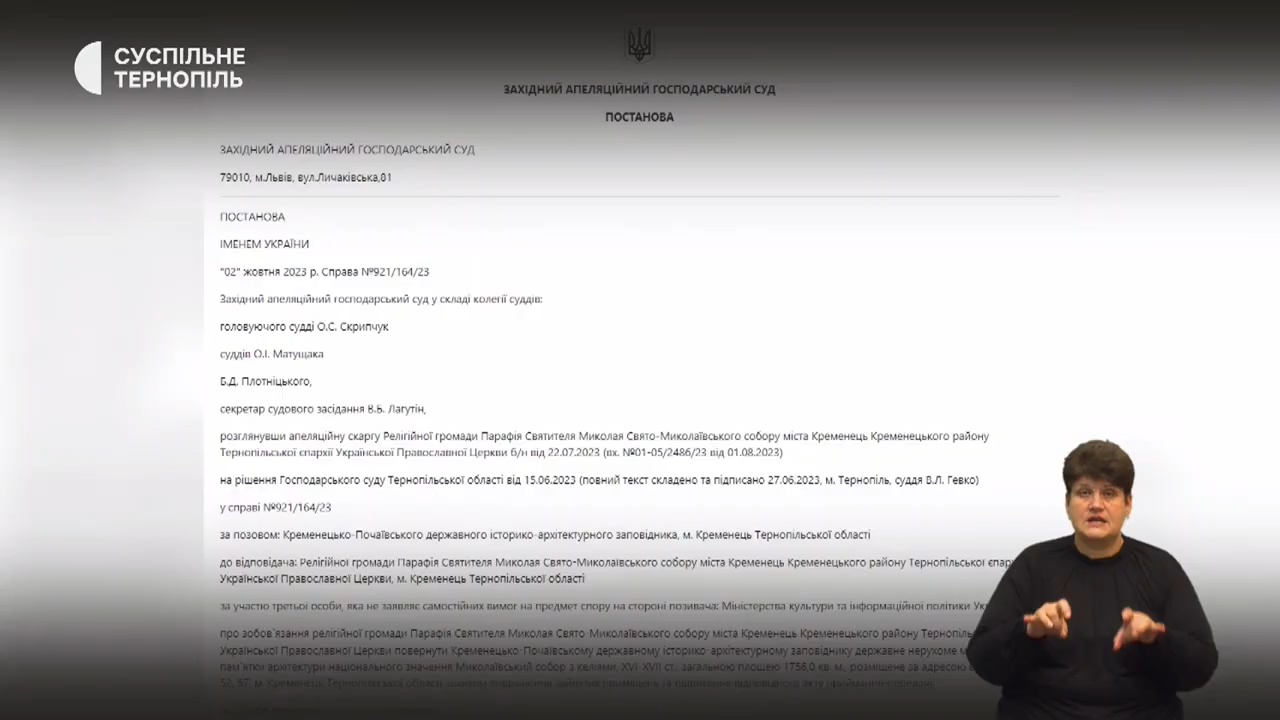 СУСПІЛЬНЕ
ТЕРНОПІЛЬ
ЗАХІДНИЙ АПЕЛЯЦІЙНИЙ ГОСПОДАРСЬКИЙ СУД
ПОСТАНОВА
ЗАХІДНИЙ АПЕЛЯЦІЙНИЙ ГОСПОДАРСЬКИЙ СУД
79010, м.Львів, вул.Личаківська,81
ПОСТАНОВА
ІМЕНЕМ УКРАЇНИ
"02" жовтня 2023 р. Справа №921/164/23
Західний апеляційний господарський суд у складі колегії суддів:
головуючого судді О.С. Скрипчук
суддів О.І. Матущака
Б.Д. Плотніцького,
секретар судового засідання В.Б. Лагутін,
розглянувши апеляційну скаргу Релігійної громади Парафія Святителя Миколая Свято-Миколаївського собору міста Кременець Кременецького району
Тернопільської єпархії Української Православної Церкви б/н від 22.07.2023 (вх. №01-05/2486/23 від 01.08.2023)
на рішення Господарського суду Тернопільської області від 15.06.2023 (повний текст складено та підписано 27.06.2023, м. Тернопіль, суддя В.Л. Гевко)
у справі №921/164/23
за позовом: Кременецько-Почаївського державного історико-архітектурного заповідника, м. Кременець Тернопільської області
до відповідача: Релігійної громади Парафія Святителя Миколая Свято-Миколаївського собору міста Кременець Кременецького району Тернопільської
Української Православної Церкви, м. Кременець Тернопільської області
за участю третьої особи, яка не заявляє самостійних вимог на предмет спору на стороні позивача: Міністерства культури та інформаційної політики
про зобов'язання релігійної громади Парафія Святителя Миколая Свято-Миколаївського собору міста Кременець Кременецького району
Української Православної Церкви повернути Кременецько-Почаївському державному історико-архітектурному заповіднику державне нерухоме
пам'ятки архітектури національного значення Миколаївський собор з келіями, XVI-XVII ст., загальною площею 1756,0 кв. м., розміщене за адресою
52, 57, м. Кременець Тернопільської області, шляхом